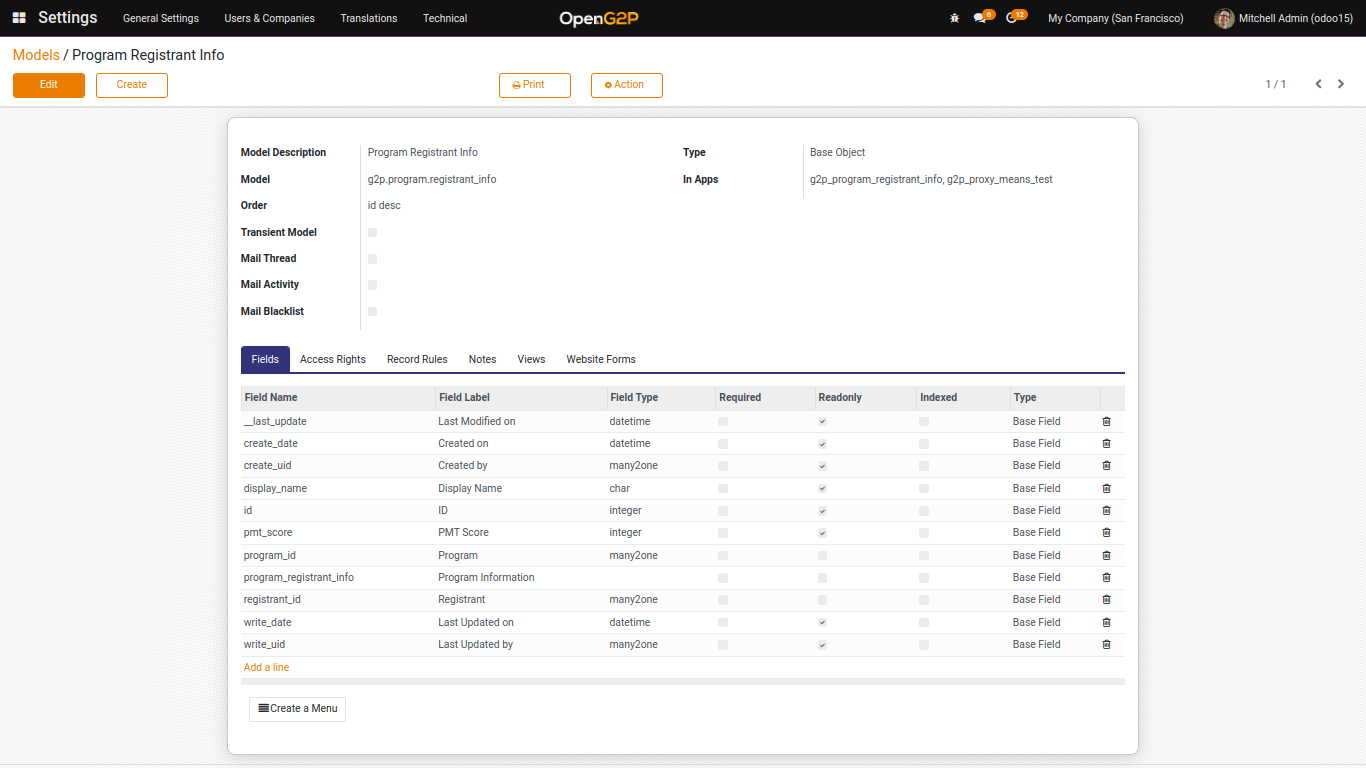 Settings General Settings Users & Companies Translations Technical OpenG2P 6 12 My Company (San Francisco) Mitchell Admin (odoo15)
Models / Program Registrant Info
Edit Create Print Action 1 / 1
Model Description Program Registrant Info Type Base Object
Model g2p.program.registrant_info In Apps g2p_program_registrant_info, g2p_proxy_means_test
Order id desc
Transient Model
Mail Thread
Mail Activity
Mail Blacklist
Fields Access Rights Record Rules Notes Views Website Forms
Field Name Field Label Field Type Required Readonly Indexed Type
__last_update Last Modified on datetime Base Field
create_date Created on datetime Base Field
create_uid Created by many2one Base Field
display_name Display Name char Base Field
id ID integer Base Field
pmt_score PMT Score integer Base Field
program_id Program many2one Base Field
program_registrant_info Program Information Base Field
registrant_id Registrant many2one Base Field
write_date Last Updated on datetime Base Field
write_uid Last Updated by many2one Base Field
Add a line
Create a Menu